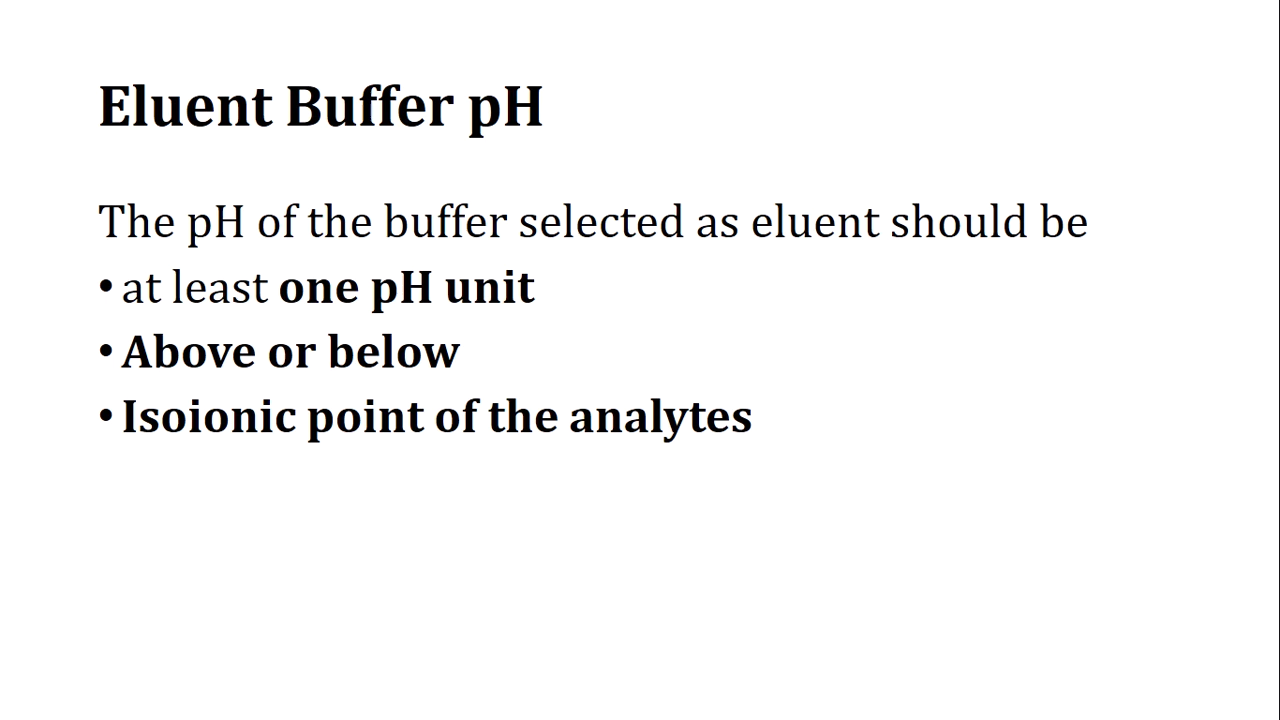 Eluent Buffer pH
The pH of the buffer selected as eluent should be
• at least one pH unit
• Above or below
• Isoionic point of the analytes